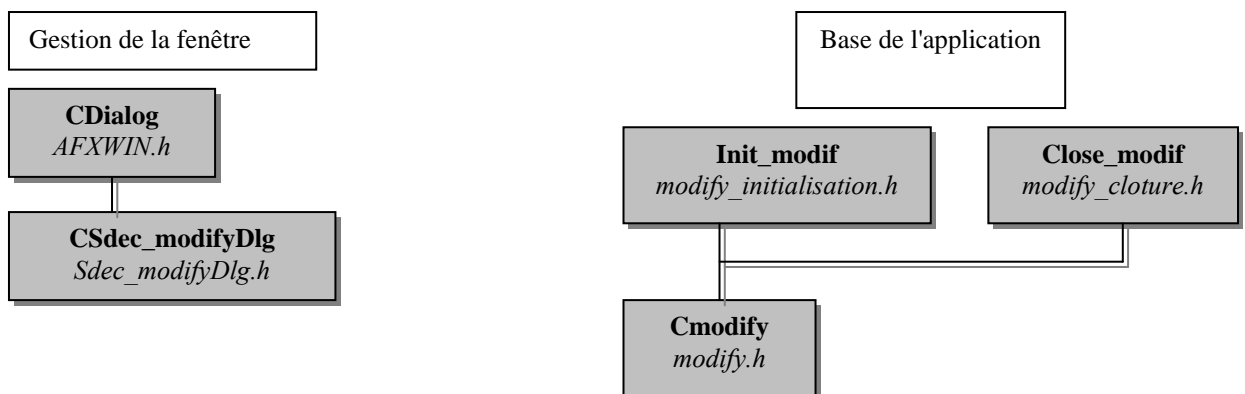 Gestion de la fenêtre
CDialog
AFXWIN.h
CSdec_modifyDlg
Sdec_modifyDlg.h
Base de l'application
Init_modif
modify_initialisation.h
Close_modif
modify_cloture.h
Cmodify
modify.h